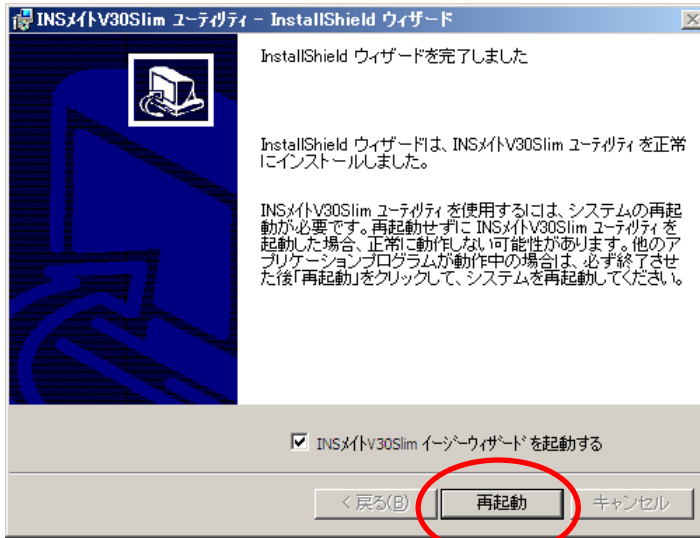 INSﾒｲﾄV30Slim ﾕｰﾃｨﾘﾃｨ - InstallShield ウィザード
InstallShield ウィザードを完了しました
InstallShield ウィザードは、INSﾒｲﾄV30Slim ﾕｰﾃｨﾘﾃｨ を正常
にインストールしました。
INSﾒｲﾄV30Slim ﾕｰﾃｨﾘﾃｨ を使用するには、システムの再起
動が必要です。再起動せずに INSﾒｲﾄV30Slim ﾕｰﾃｨﾘﾃｨ を
起動した場合、正常に動作しない可能性があります。他のア
プリケーションプログラムが動作中の場合は、必ず終了させ
た後「再起動」をクリックして、システムを再起動してください。
INSﾒｲﾄV30Slim ｲｰｼﾞｰｳｨｻﾞｰﾄﾞ を起動する
< 戻る(B)
再起動
キャンセル